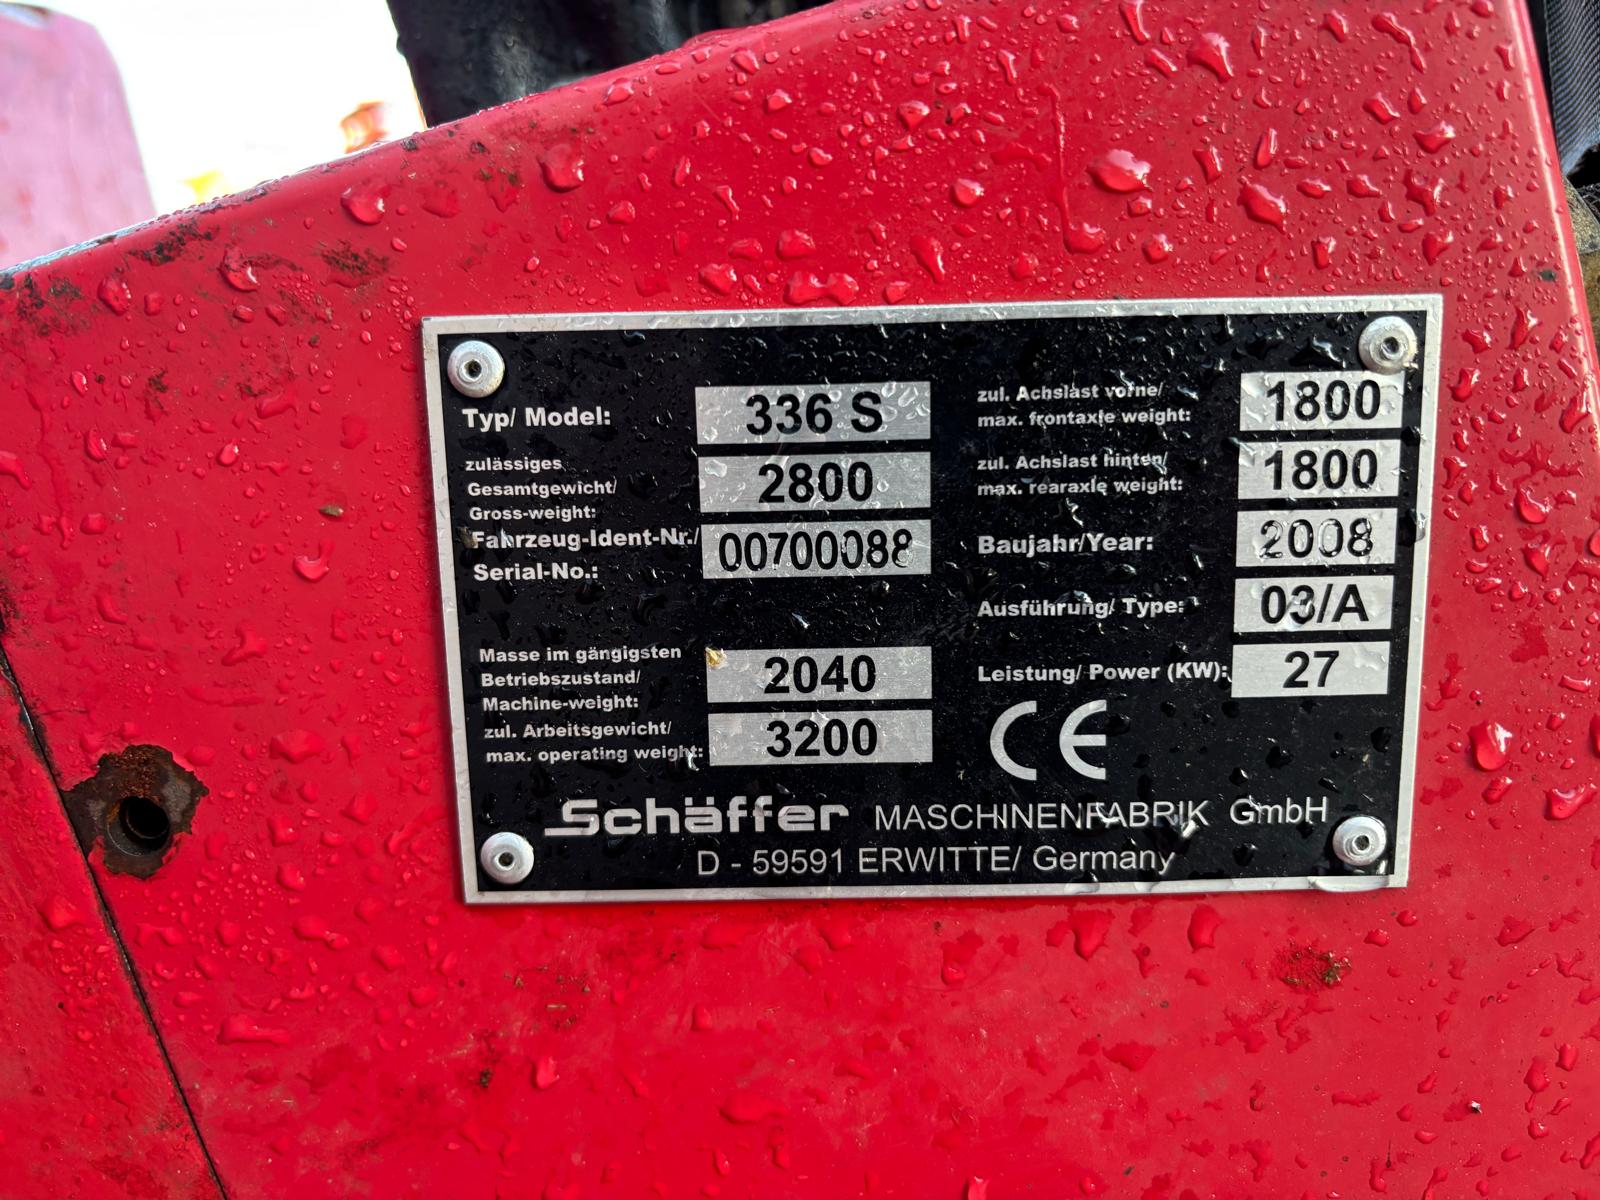 Typ/ Model: 336 S
zulässiges
Gesamtgewicht/
Gross-weight: 2800
Fahrzeug-Ident-Nr./
Serial-No.: 00700088
Masse im gängigsten
Betriebszustand/
Machine-weight: 2040
zul. Arbeitsgewicht/
max. operating weight: 3200
zul. Achslast vorne/
max. frontaxle weight: 1800
zul. Achslast hinten/
max. rearaxle weight: 1800
Baujahr/Year: 2008
Ausführung/ Type: 03/A
Leistung/ Power (KW): 27
CE
Schäffer MASCHINENFABRIK GmbH
D - 59591 ERWITTE/ Germany